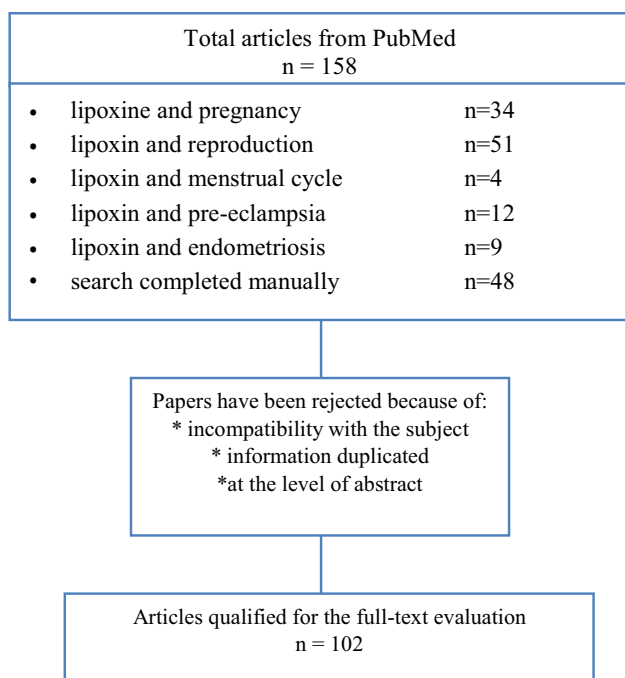 Total articles from PubMed
n = 158
• lipoxine and pregnancy n=34
• lipoxin and reproduction n=51
• lipoxin and menstrual cycle n=4
• lipoxin and pre-eclampsia n=12
• lipoxin and endometriosis n=9
• search completed manually n=48
Papers have been rejected because of:
* incompatibility with the subject
* information duplicated
*at the level of abstract
Articles qualified for the full-text evaluation
n = 102